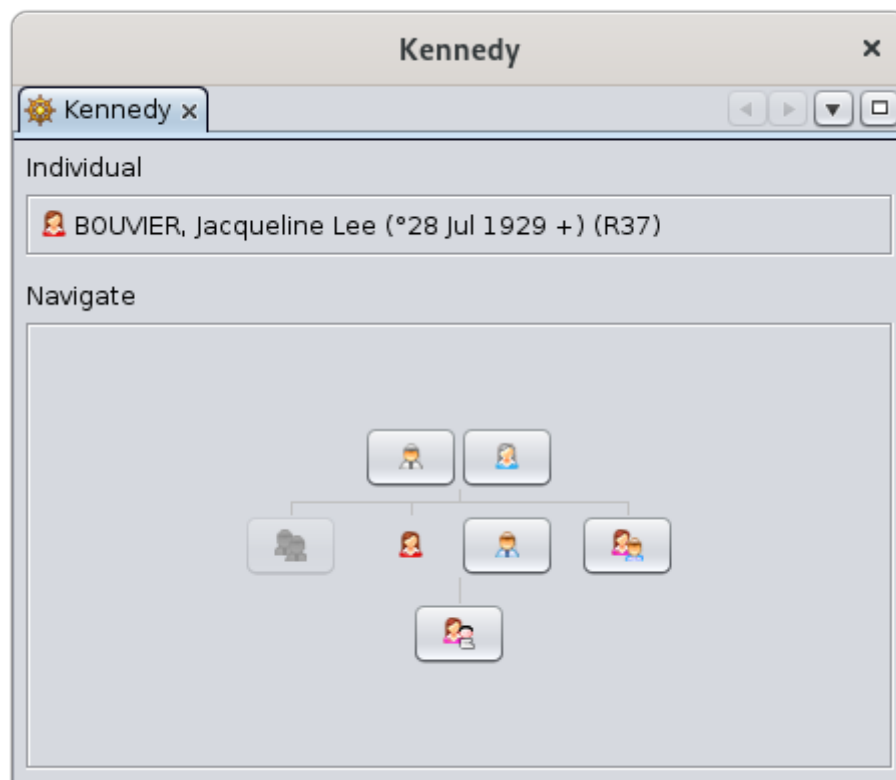 Kennedy
Kennedy
Individual
BOUVIER, Jacqueline Lee (°28 Jul 1929 +) (R37)
Navigate